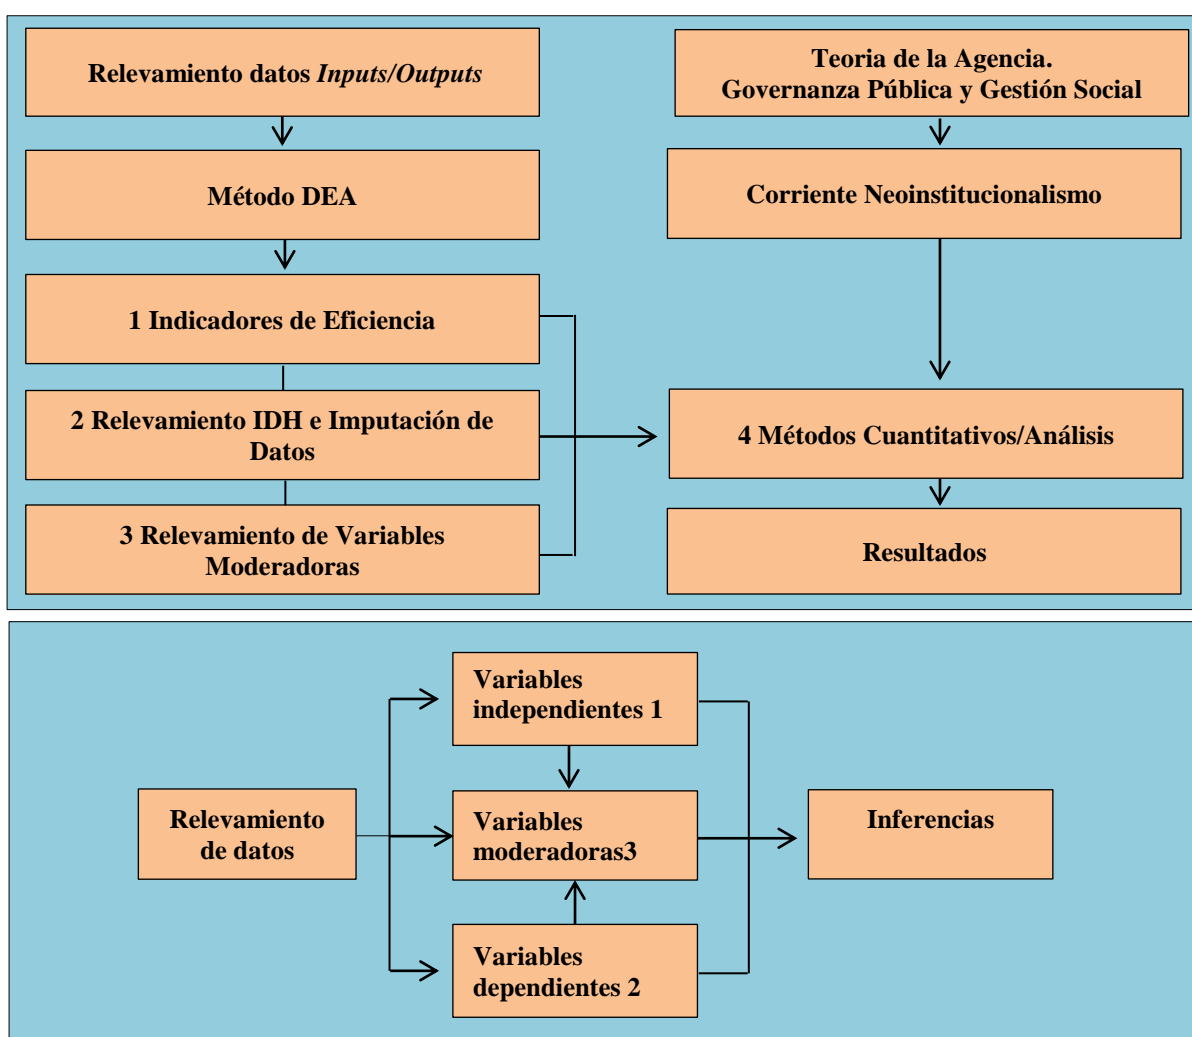 Relevamiento datos Inputs/Outputs
Teoria de la Agencia.
Governanza Pública y Gestión Social
Método DEA
Corriente Neoinstitucionalismo
1 Indicadores de Eficiencia
2 Relevamiento IDH e Imputación de
Datos
4 Métodos Cuantitativos/Análisis
3 Relevamiento de Variables
Moderadoras
Resultados
Variables
independientes 1
Relevamiento
de datos
Variables
moderadoras3
Inferencias
Variables
dependientes 2